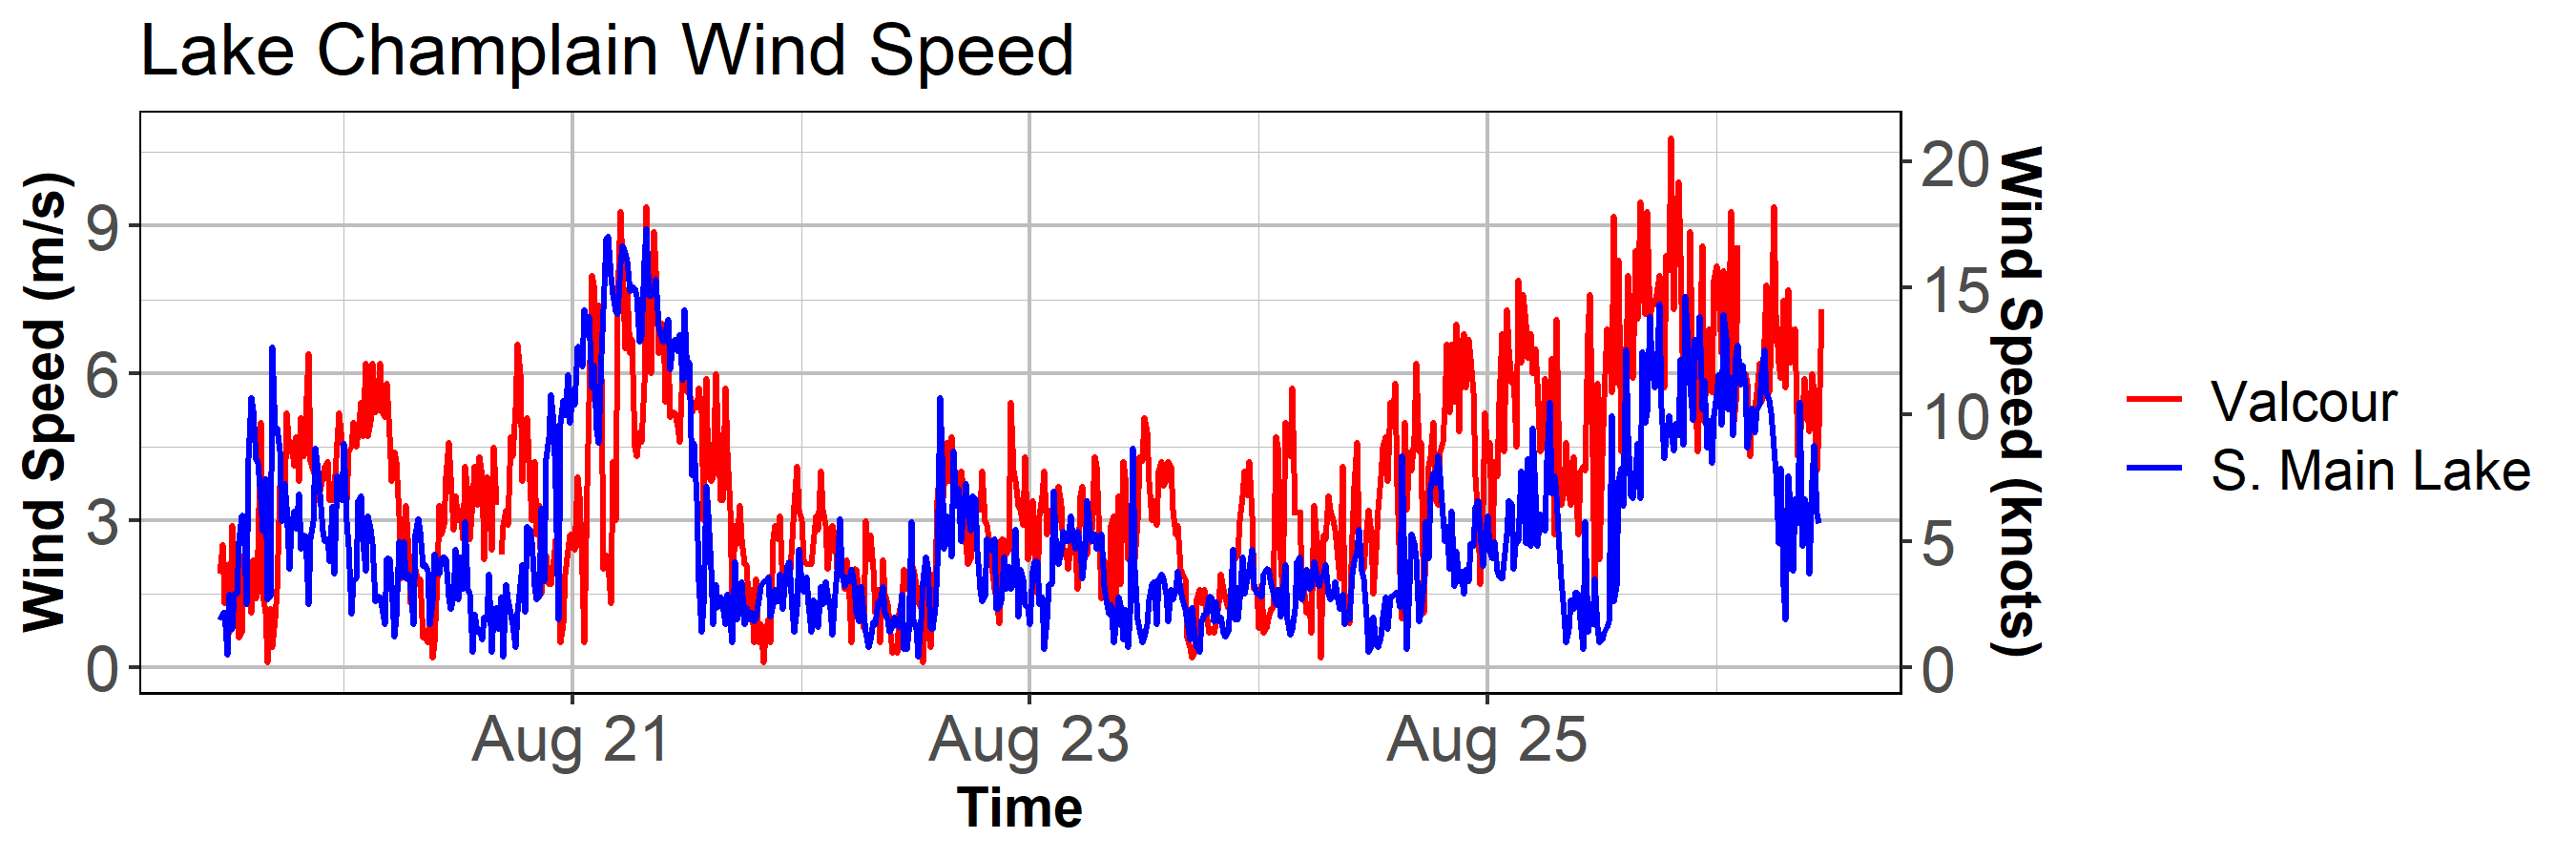 Lake Champlain Wind Speed
Wind Speed (m/s)
9
6
3
0
20
15
10
5
0
Wind Speed (knots)
Aug 21
Aug 23
Aug 25
Time
Valcour
S. Main Lake